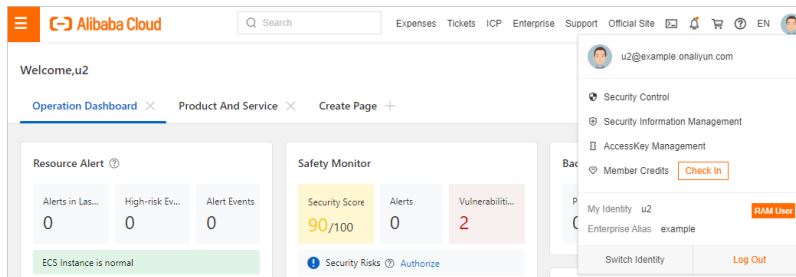 Alibaba Cloud
Search
Expenses Tickets ICP Enterprise Support Official Site EN
Welcome,u2
Operation Dashboard Product And Service Create Page
u2@example.onaliyun.com
Security Control
Security Information Management
AccessKey Management
Member Credits Check In
My Identity u2 RAM User
Enterprise Alias example
Switch Identity Log Out
Resource Alert
Alerts in Las... High-risk Ev... Alert Events
0 0 0
ECS Instance is normal
Safety Monitor
Security Score Alerts Vulnerabiliti...
90/100 0 2
Security Risks Authorize